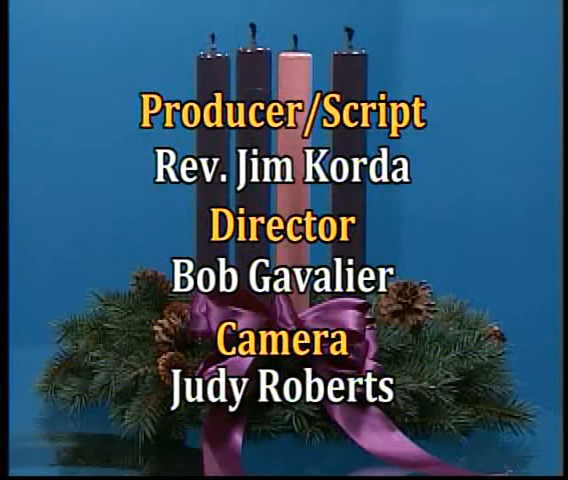 Producer/Script
Rev. Jim Korda
Director
Bob Gavalier
Camera
Judy Roberts